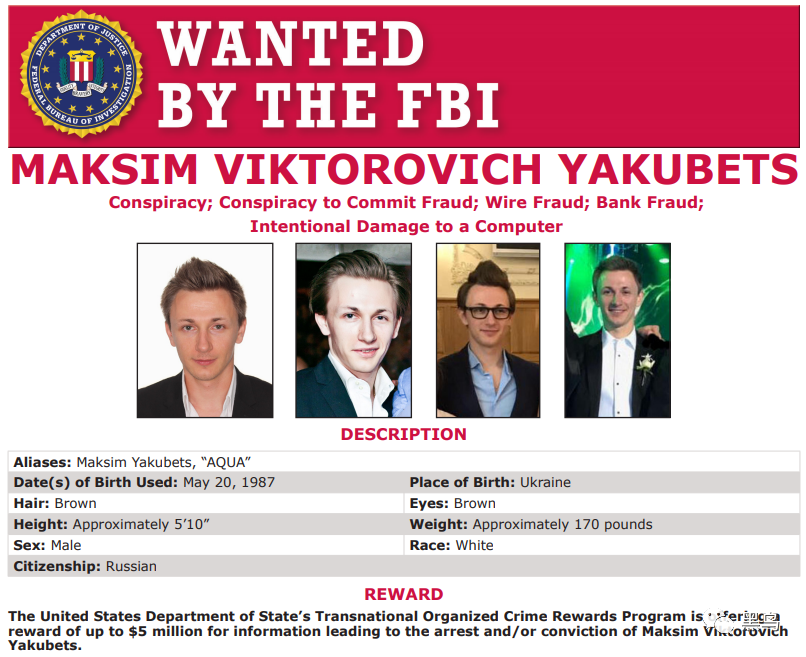 DEPARTMENT OF JUSTICE
FEDERAL BUREAU OF INVESTIGATION
WANTED
BY THE FBI
MAKSIM VIKTOROVICH YAKUBETS
Conspiracy; Conspiracy to Commit Fraud; Wire Fraud; Bank Fraud;
Intentional Damage to a Computer
DESCRIPTION
Aliases: Maksim Yakubets, “AQUA”
Date(s) of Birth Used: May 20, 1987 Place of Birth: Ukraine
Hair: Brown Eyes: Brown
Height: Approximately 5’10” Weight: Approximately 170 pounds
Sex: Male Race: White
Citizenship: Russian
REWARD
The United States Department of State’s Transnational Organized Crime Rewards Program is offering a
reward of up to $5 million for information leading to the arrest and/or conviction of Maksim Viktorovich
Yakubets.
黑鸟